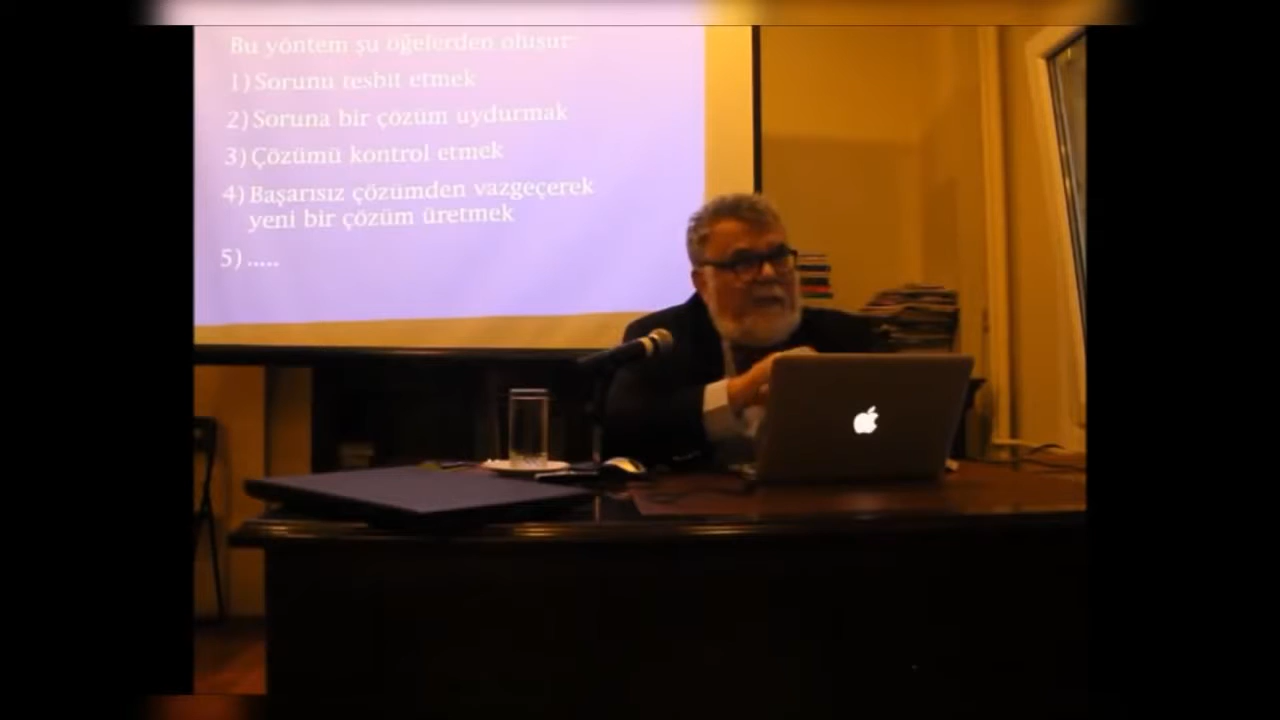 Bu yöntem şu öğelerden oluşur:
1) Sorunu tesbit etmek
2) Soruna bir çözüm uydurmak
3) Çözümü kontrol etmek
4) Başarısız çözümden vazgeçerek
yeni bir çözüm üretmek
5) .....